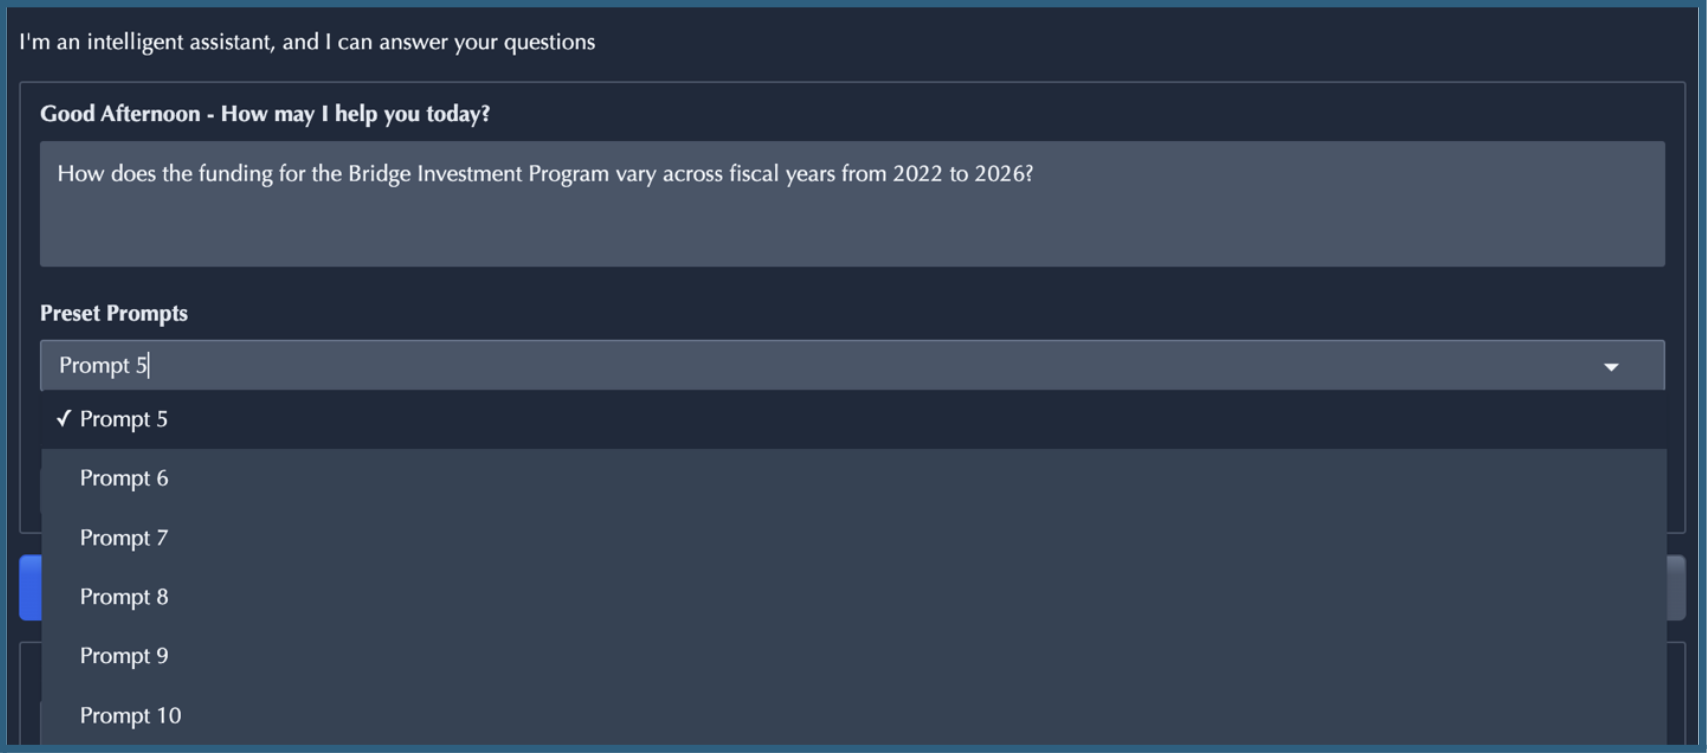 I'm an intelligent assistant, and I can answer your questions
Good Afternoon - How may I help you today?
How does the funding for the Bridge Investment Program vary across fiscal years from 2022 to 2026?
Preset Prompts
Prompt 5
✓ Prompt 5
Prompt 6
Prompt 7
Prompt 8
Prompt 9
Prompt 10